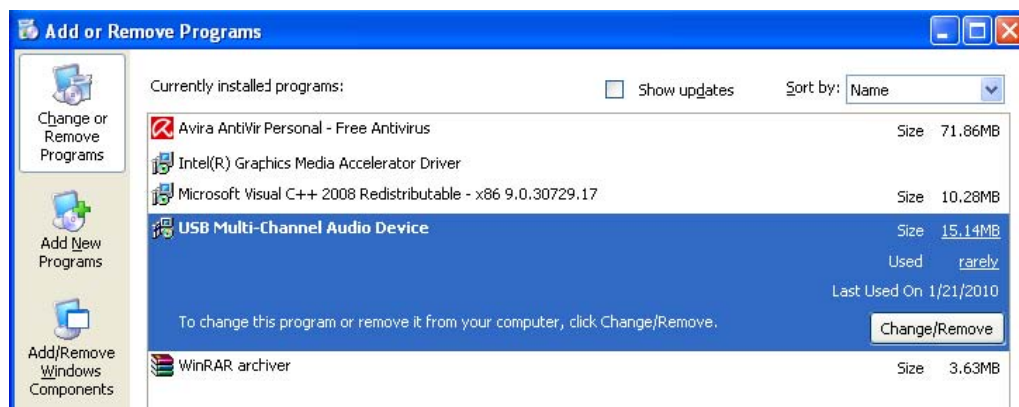 Add or Remove Programs
Change or
Remove
Programs
Add New
Programs
Add/Remove
Windows
Components
Currently installed programs:
Show updates
Sort by: Name
Avira AntiVir Personal - Free Antivirus Size 71.86MB
Intel(R) Graphics Media Accelerator Driver
Microsoft Visual C++ 2008 Redistributable - x86 9.0.30729.17 Size 10.28MB
USB Multi-Channel Audio Device Size 15.14MB
Used rarely
Last Used On 1/21/2010
To change this program or remove it from your computer, click Change/Remove. Change/Remove
WinRAR archiver Size 3.63MB